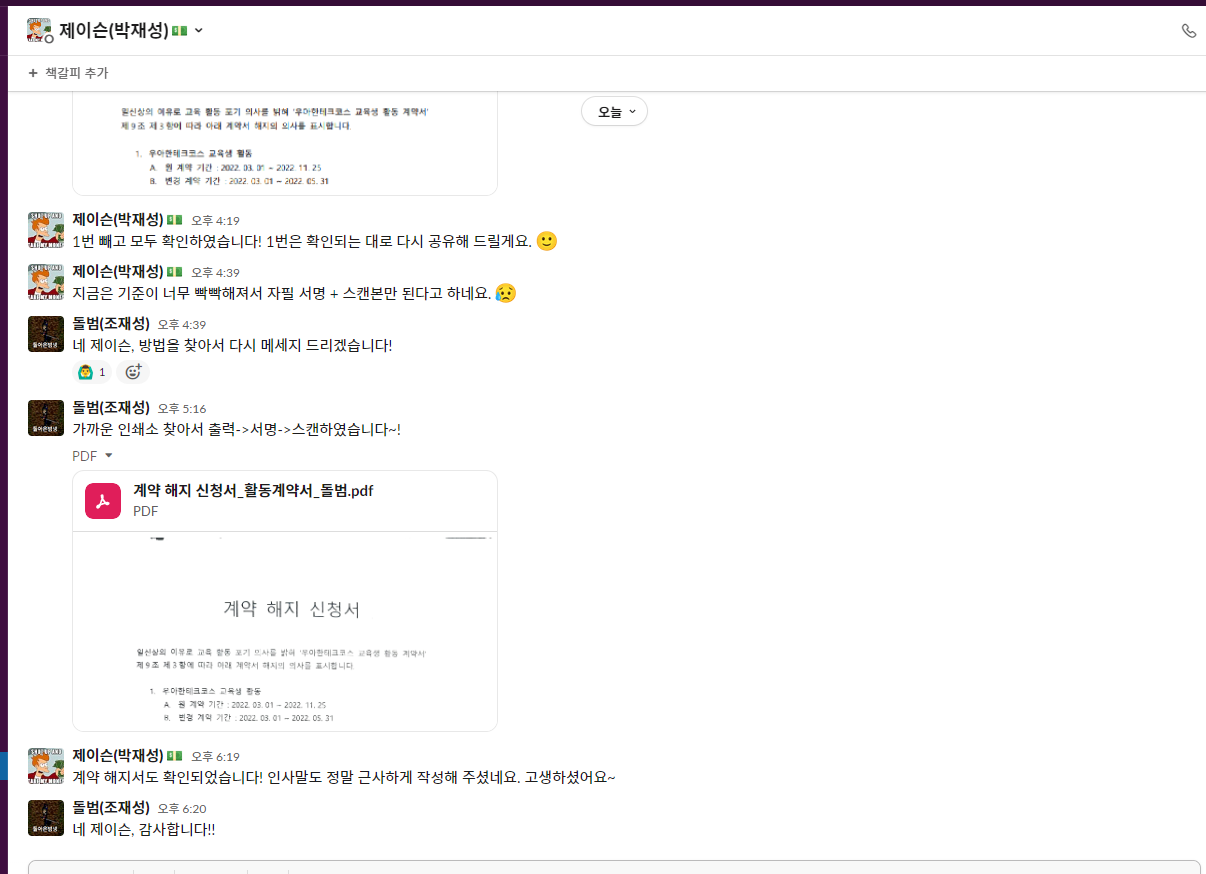 제이슨(박재성)
+ 책갈피 추가
오늘
일신상의 이유로 교육 활동 포기 의사를 밝혀 '우아한테크코스 교육생 활동 계약서'
제 9조 제 3항에 따라 아래 계약서 해지의 의사를 표시합니다.
1. 우아한테크코스 교육생 활동
A. 원 계약 기간 : 2022. 03. 01 ~ 2022. 11. 25
B. 변경 계약 기간 : 2022. 03. 01 ~ 2022. 05. 31
제이슨(박재성) 오후 4:19
1번 빼고 모두 확인하였습니다! 1번은 확인되는 대로 다시 공유해 드릴게요.
제이슨(박재성) 오후 4:39
지금은 기준이 너무 빡빡해져서 자필 서명 + 스캔본만 된다고 하네요.
돌범(조재성) 오후 4:39
네 제이슨, 방법을 찾아서 다시 메세지 드리겠습니다!
1
돌범(조재성) 오후 5:16
가까운 인쇄소 찾아서 출력->서명->스캔하였습니다~!
PDF
계약 해지 신청서_활동계약서_돌범.pdf
PDF
계약 해지 신청서
일신상의 이유로 교육 활동 포기 의사를 밝혀 '우아한테크코스 교육생 활동 계약서'
제 9조 제 3항에 따라 아래 계약서 해지의 의사를 표시합니다.
1. 우아한테크코스 교육생 활동
A. 원 계약 기간 : 2022. 03. 01 ~ 2022. 11. 25
B. 변경 계약 기간 : 2022. 03. 01 ~ 2022. 05. 31
제이슨(박재성) 오후 6:19
계약 해지서도 확인되었습니다! 인사말도 정말 근사하게 작성해 주셨네요. 고생하셨어요~
돌범(조재성) 오후 6:20
네 제이슨, 감사합니다!!